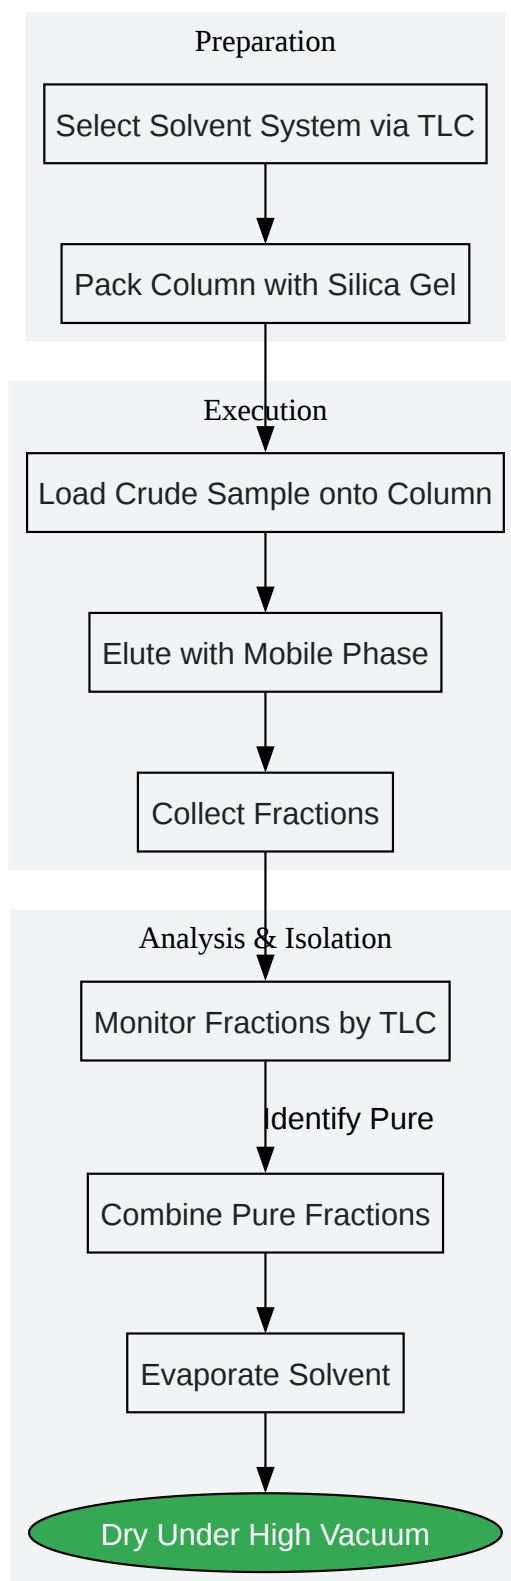 Preparation
Select Solvent System via TLC
Pack Column with Silica Gel
Execution
Load Crude Sample onto Column
Elute with Mobile Phase
Collect Fractions
Analysis & Isolation
Monitor Fractions by TLC
Identify Pure
Combine Pure Fractions
Evaporate Solvent
Dry Under High Vacuum